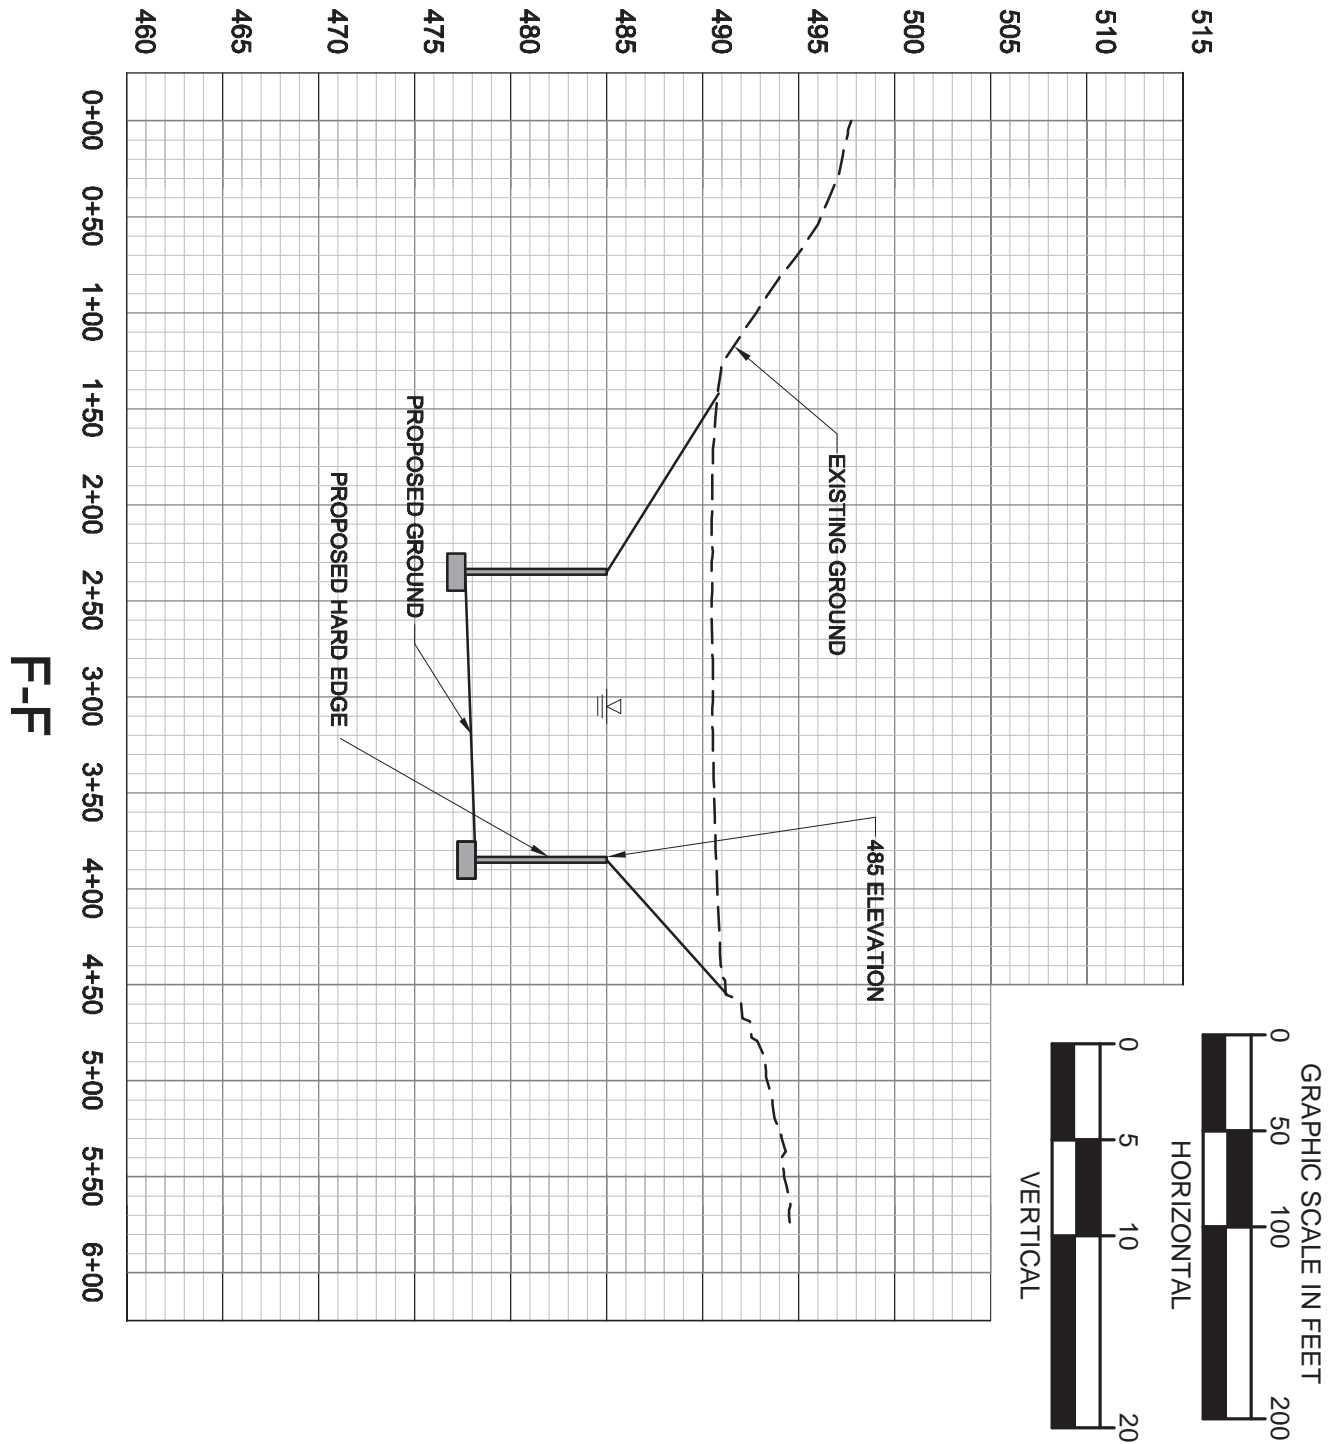 GRAPHIC SCALE IN FEET
0 50 100 200
HORIZONTAL
0 5 10 20
VERTICAL
515
510
505
500
495
490
485
480
475
470
465
460
485 ELEVATION
EXISTING GROUND
PROPOSED GROUND
PROPOSED HARD EDGE
0+00 0+50 1+00 1+50 2+00 2+50 3+00 3+50 4+00 4+50 5+00 5+50 6+00
F-F